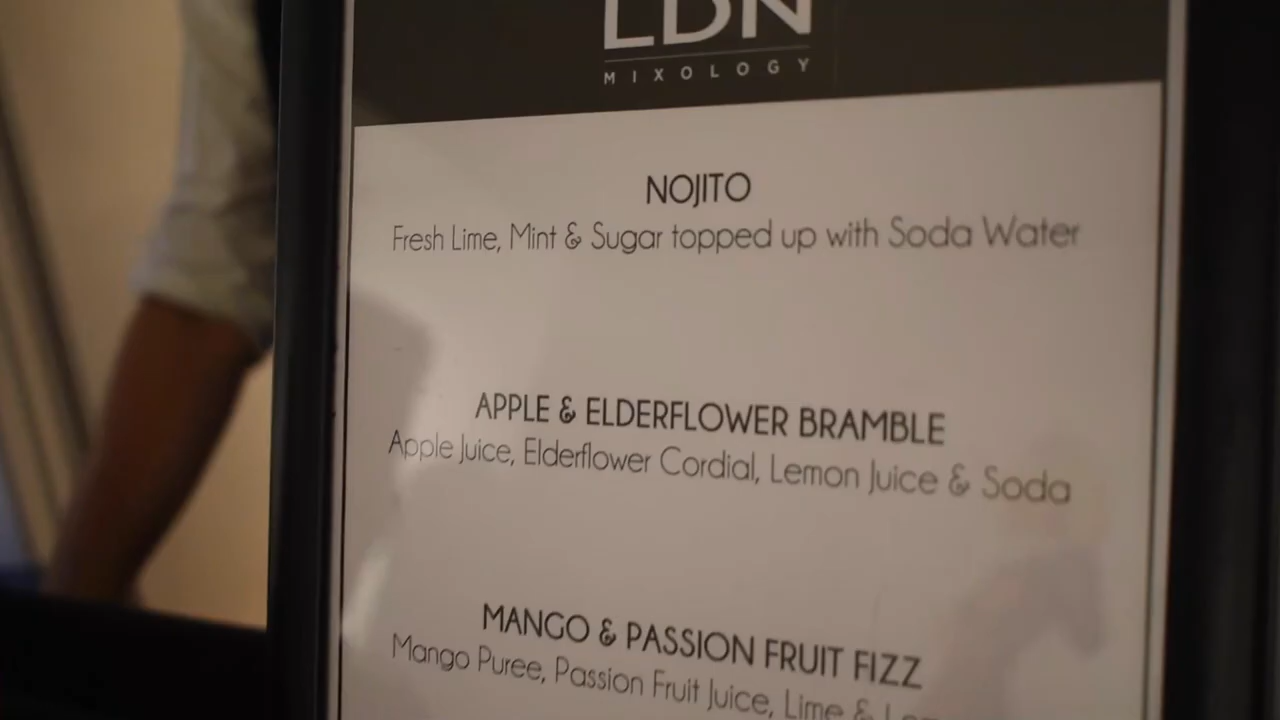 LDN
MIXOLOGY
NOJITO
Fresh Lime, Mint & Sugar topped up with Soda Water
APPLE & ELDERFLOWER BRAMBLE
Apple Juice, Elderflower Cordial, Lemon Juice & Soda
MANGO & PASSION FRUIT FIZZ
Mango Puree, Passion Fruit Juice, Lime &